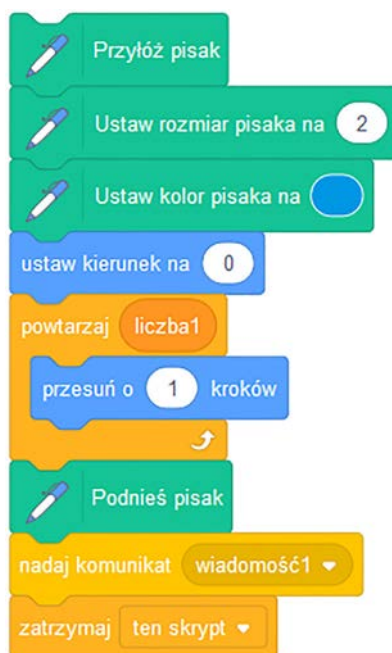 Przyłóż pisak
Ustaw rozmiar pisaka na 2
Ustaw kolor pisaka na
ustaw kierunek na 0
powtarzaj liczba1
przesuń o 1 kroków
Podnieś pisak
nadaj komunikat wiadomość1
zatrzymaj ten skrypt